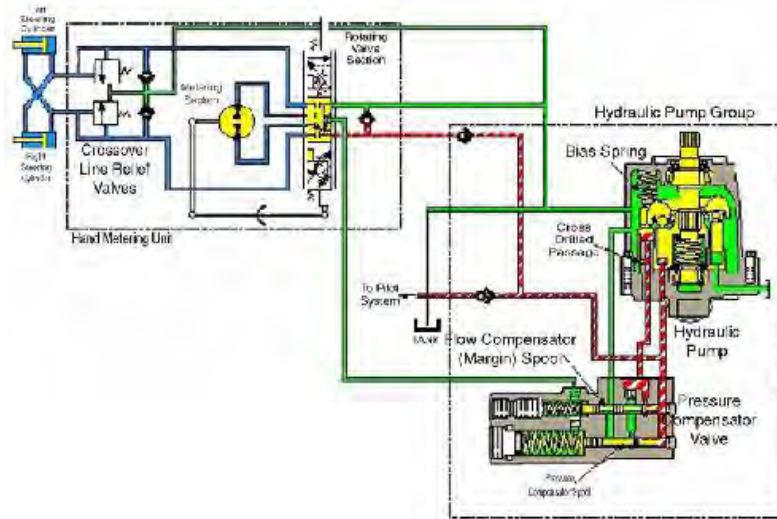 Left
Steering
Cylinder
Right
Steering
Cylinder
Crossover
Line Relief
Valves
Metering
Section
Rotating
Valve
Section
Hand Metering Unit
Hydraulic Pump Group
Bias Spring
Cross
Drilled
Passage
To Pilot
System
TANK
Hydraulic
Pump
Flow Compensator
(Margin) Spool
Pressure
Compensator
Valve
Pressure
Compensator Spool